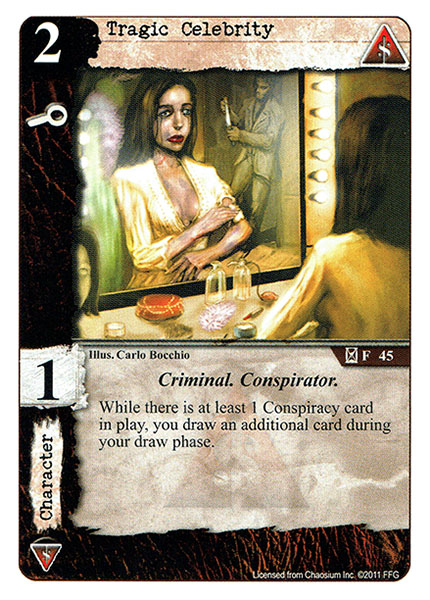 2
Tragic Celebrity
Illus. Carlo Bocchio
F 45
1
Criminal. Conspirator.
While there is at least 1 Conspiracy card
in play, you draw an additional card during
your draw phase.
Character
Licensed from Chaosium Inc. ©2011 FFG